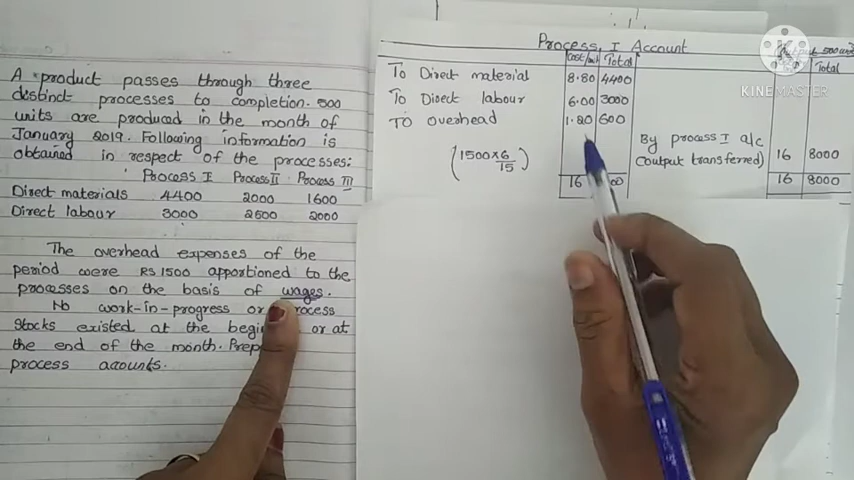 A product passes through three
distinct processes to completion. 500
units are produced in the month of
January 2019. Following information is
obtained in respect of the processes:
Process I Process II Process III
Direct materials 4400 2000 1600
Direct labour 3000 2500 2000
The overhead expenses of the
period were RS 1500 apportioned to the
processes on the basis of wages.
No work-in-progress or process
stocks existed at the or at
the end of the month.
process accounts.
Process I Account
Output 500
cost/unit Total Total
To Direct material 8.80 4400
To Direct labour 6.00 3000
TO overhead 1.20 600
(1500×6/15)
By process I a/c
(output transferred) 16 8000
16 16 8000
KINEMASTER